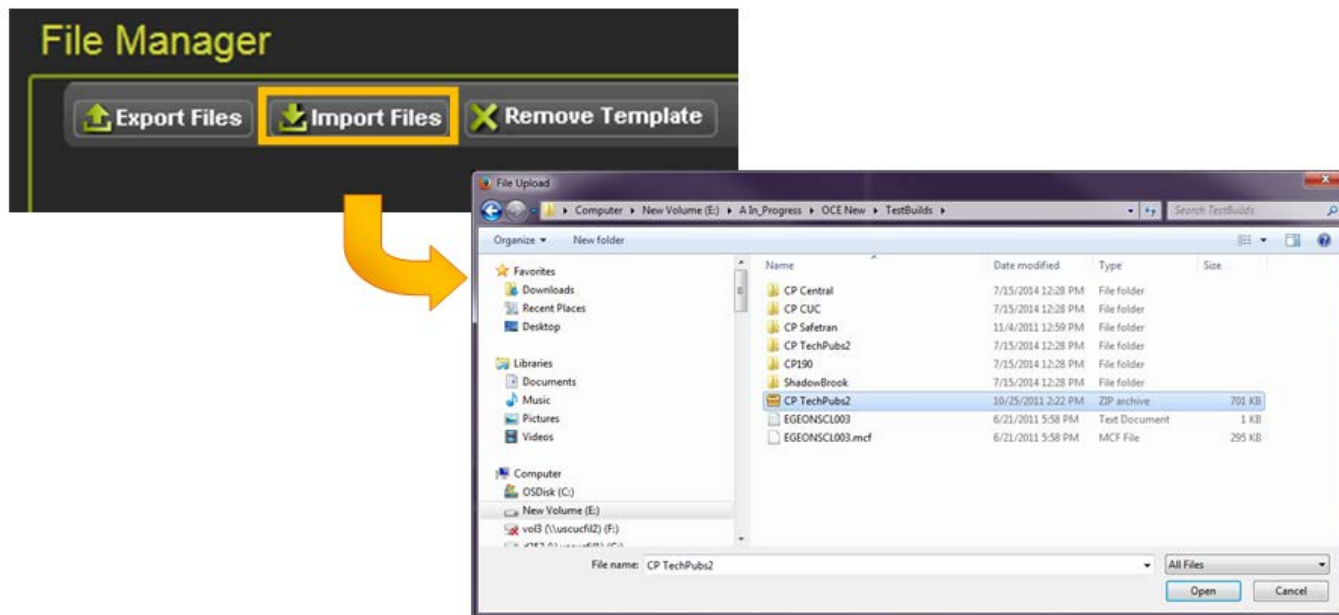 File Manager
Export Files Import Files Remove Template
File Upload
Computer New Volume (E:) A In_Progress OCE New TestBuilds Search TestBuilds
Organize New folder
Name Date modified Type Size
Favorites
Downloads
Recent Places
Desktop
Libraries
Documents
Music
Pictures
Videos
Computer
OSDisk (C:)
New Volume (E:)
vol3 (\\uscucfil2) (F:)
CP Central 7/15/2014 12:28 PM File folder
CP CUC 7/15/2014 12:28 PM File folder
CP Safetran 11/4/2011 12:59 PM File folder
CP TechPubs2 7/15/2014 12:28 PM File folder
CP190 7/15/2014 12:28 PM File folder
ShadowBrook 7/15/2014 12:28 PM File folder
CP TechPubs2 10/25/2011 2:22 PM ZIP archive 701 KB
EGEONSCL003 6/21/2011 5:58 PM Text Document 1 KB
EGEONSCL003.mcf 6/21/2011 5:58 PM MCF File 295 KB
File name: CP TechPubs2 All Files
Open Cancel